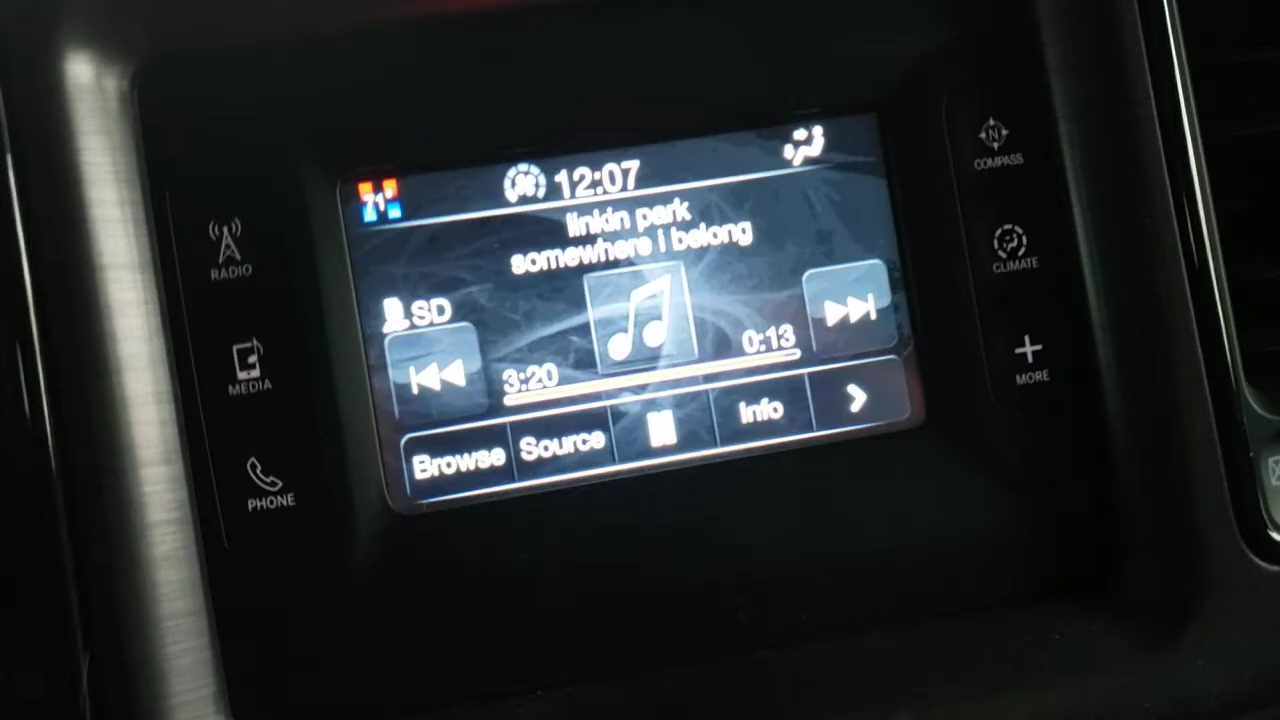 71°
12:07
linkin park
somewhere i belong
SD
3:20
0:13
Browse
Source
Info
RADIO
MEDIA
PHONE
N
COMPASS
CLIMATE
MORE